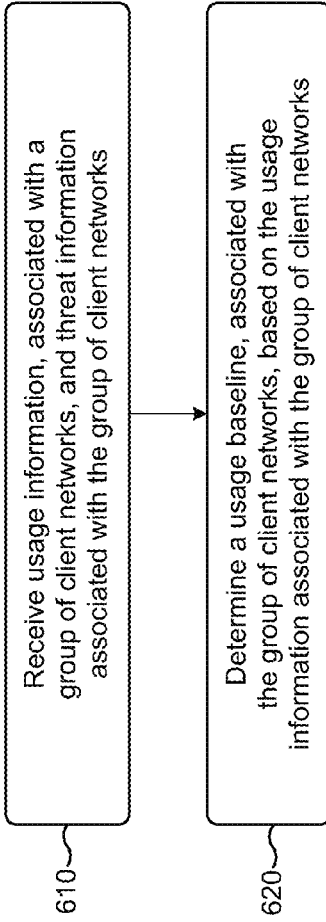 610
Receive usage information, associated with a
group of client networks, and threat information
associated with the group of client networks
620
Determine a usage baseline, associated with
the group of client networks, based on the usage
information associated with the group of client networks